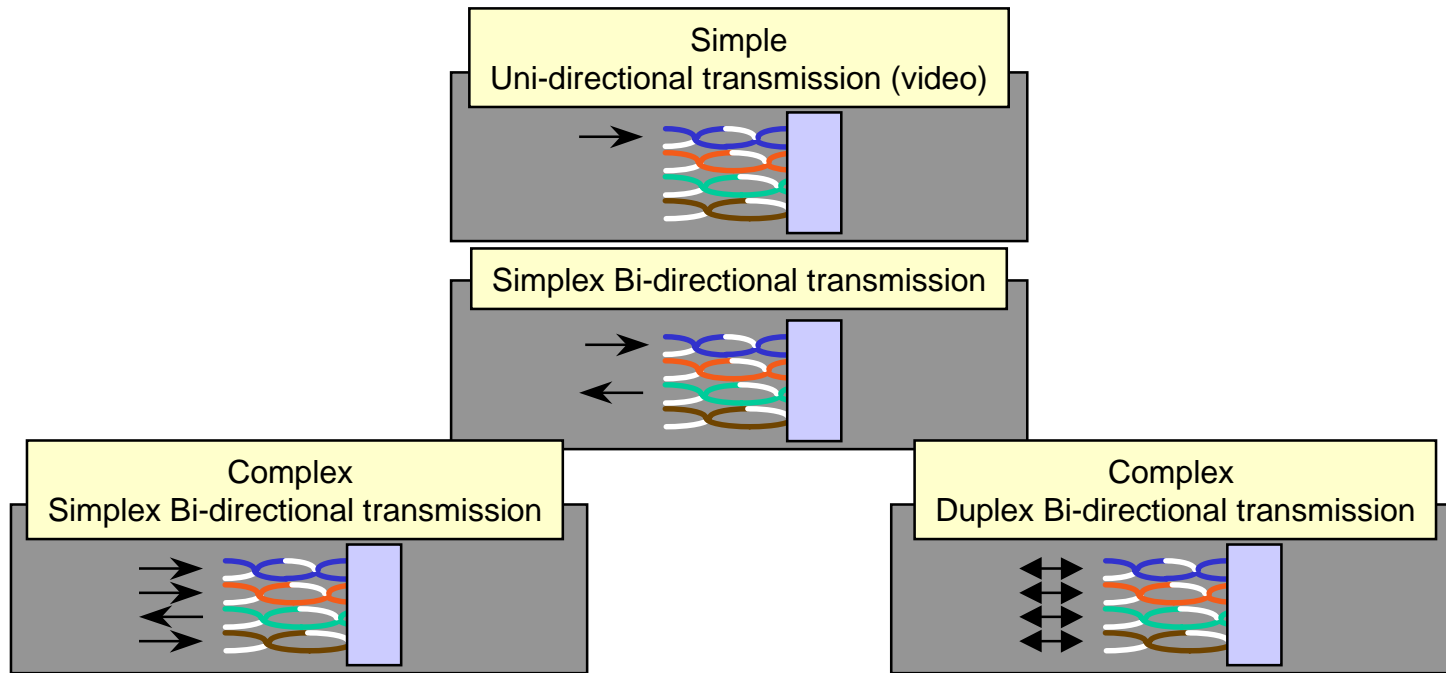 Simple
Uni-directional transmission (video)
Simplex Bi-directional transmission
Complex
Simplex Bi-directional transmission
Complex
Duplex Bi-directional transmission